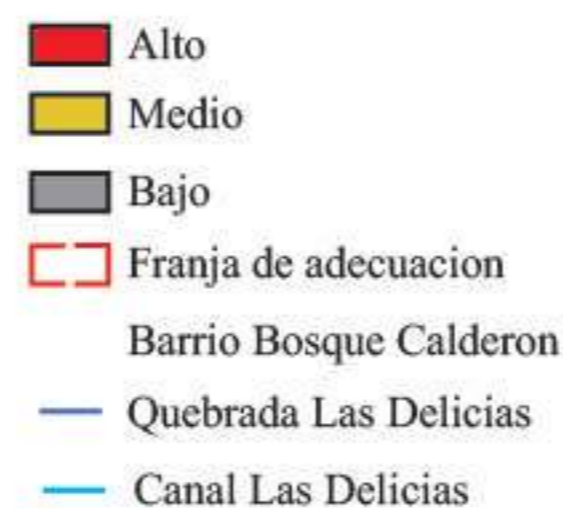 Alto
Medio
Bajo
Franja de adecuacion
Barrio Bosque Calderon
Quebrada Las Delicias
Canal Las Delicias